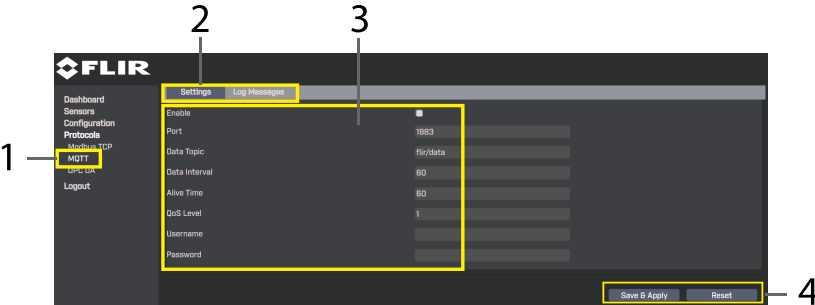 2
3
FLIR
Settings Log Messages
Dashboard
Sensors
Configuration
Protocols
Modbus TCP
1
MQTT
OPC UA
Logout
Enable
Port 1883
Data Topic flir/data
Data Interval 60
Alive Time 60
QoS Level 1
Username
Password
Save & Apply Reset
4